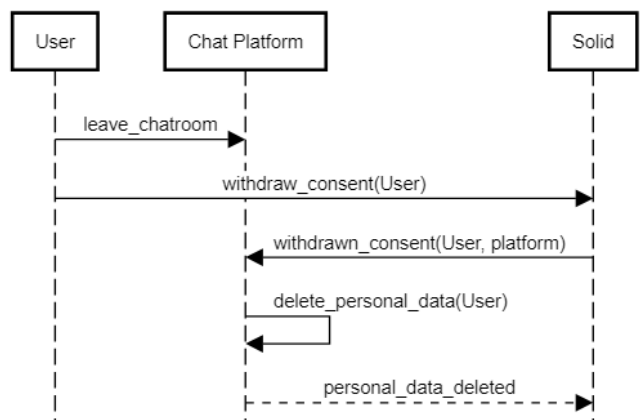 User
Chat Platform
Solid
leave_chatroom
withdraw_consent(User)
withdrawn_consent(User, platform)
delete_personal_data(User)
personal_data_deleted